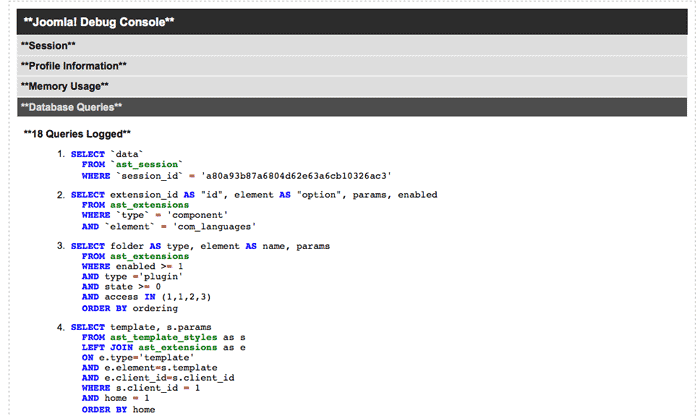 **Joomla! Debug Console**
**Session**
**Profile Information**
**Memory Usage**
**Database Queries**
**18 Queries Logged**
1. SELECT `data`
FROM `ast_session`
WHERE `session_id` = 'a80a93b87a6804d62e63a6cb10326ac3'
2. SELECT extension_id AS "id", element AS "option", params, enabled
FROM ast_extensions
WHERE `type` = 'component'
AND `element` = 'com_languages'
3. SELECT folder AS type, element AS name, params
FROM ast_extensions
WHERE enabled >= 1
AND type ='plugin'
AND state >= 0
AND access IN (1,1,2,3)
ORDER BY ordering
4. SELECT template, s.params
FROM ast_template_styles as s
LEFT JOIN ast_extensions as e
ON e.type='template'
AND e.element=s.template
AND e.client_id=s.client_id
WHERE s.client_id = 1
AND home = 1
ORDER BY home